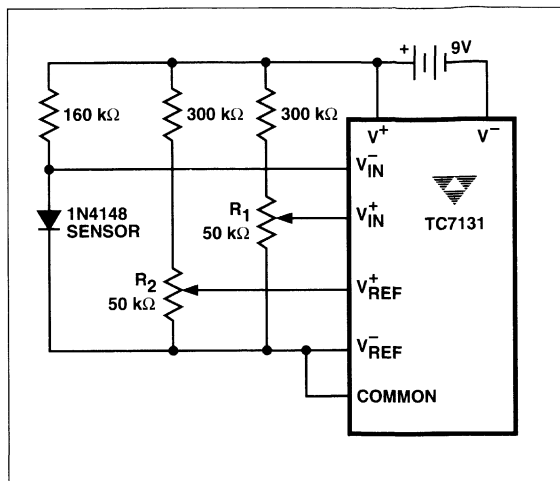 + 9V
160 kΩ
300 kΩ
300 kΩ
V+
V−
V−IN
TC7131
1N4148
SENSOR
R1
50 kΩ
V+IN
R2
50 kΩ
V+REF
V−REF
COMMON